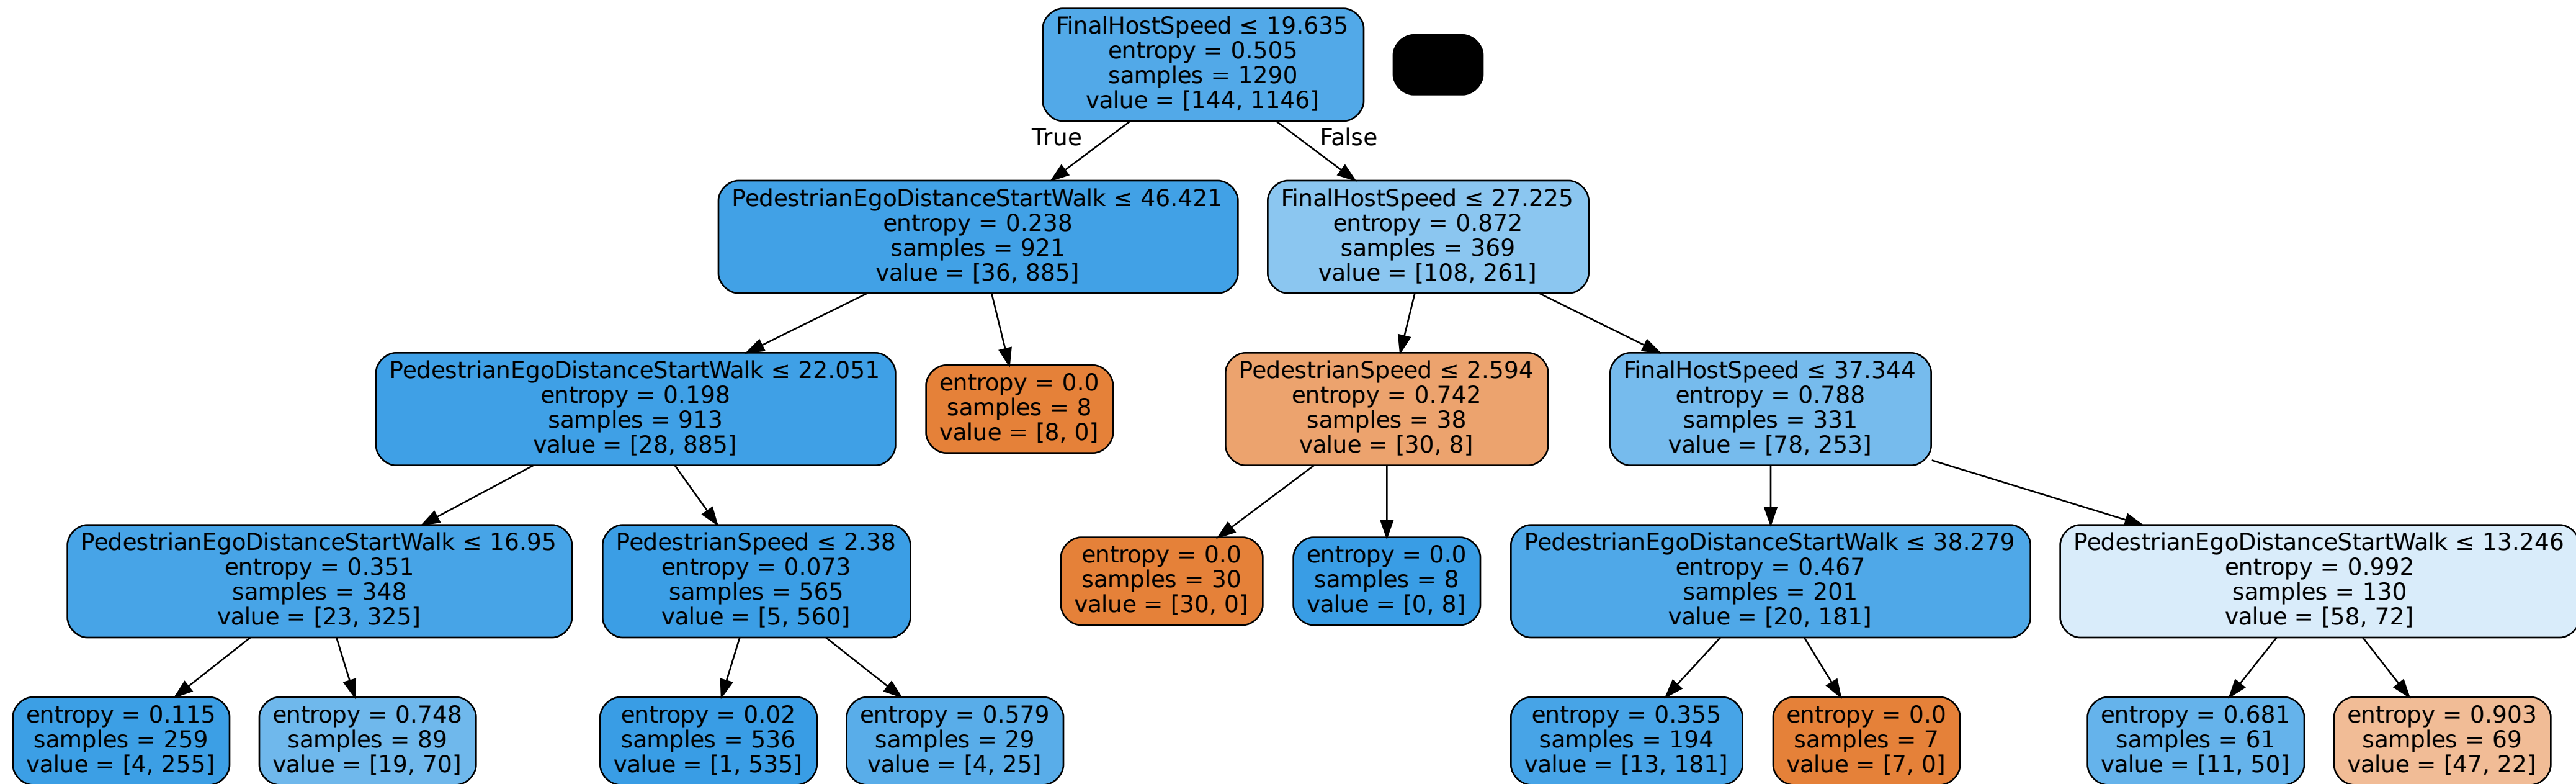 FinalHostSpeed ≤ 19.635
entropy = 0.505
samples = 1290
value = [144, 1146]
True
False
PedestrianEgoDistanceStartWalk ≤ 46.421
entropy = 0.238
samples = 921
value = [36, 885]
FinalHostSpeed ≤ 27.225
entropy = 0.872
samples = 369
value = [108, 261]
PedestrianEgoDistanceStartWalk ≤ 22.051
entropy = 0.198
samples = 913
value = [28, 885]
entropy = 0.0
samples = 8
value = [8, 0]
PedestrianSpeed ≤ 2.594
entropy = 0.742
samples = 38
value = [30, 8]
FinalHostSpeed ≤ 37.344
entropy = 0.788
samples = 331
value = [78, 253]
PedestrianEgoDistanceStartWalk ≤ 16.95
entropy = 0.351
samples = 348
value = [23, 325]
PedestrianSpeed ≤ 2.38
entropy = 0.073
samples = 565
value = [5, 560]
entropy = 0.0
samples = 30
value = [30, 0]
entropy = 0.0
samples = 8
value = [0, 8]
PedestrianEgoDistanceStartWalk ≤ 38.279
entropy = 0.467
samples = 201
value = [20, 181]
PedestrianEgoDistanceStartWalk ≤ 13.246
entropy = 0.992
samples = 130
value = [58, 72]
entropy = 0.115
samples = 259
value = [4, 255]
entropy = 0.748
samples = 89
value = [19, 70]
entropy = 0.02
samples = 536
value = [1, 535]
entropy = 0.579
samples = 29
value = [4, 25]
entropy = 0.355
samples = 194
value = [13, 181]
entropy = 0.0
samples = 7
value = [7, 0]
entropy = 0.681
samples = 61
value = [11, 50]
entropy = 0.903
samples = 69
value = [47, 22]